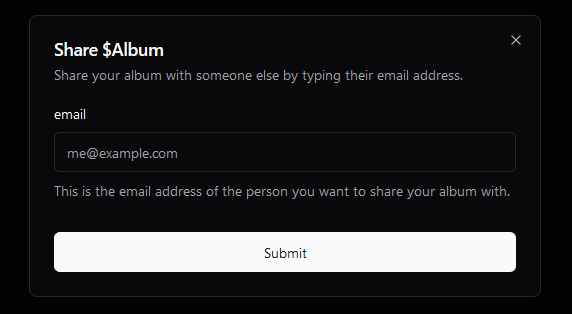 Share $Album
Share your album with someone else by typing their email address.
email
me@example.com
This is the email address of the person you want to share your album with.
Submit